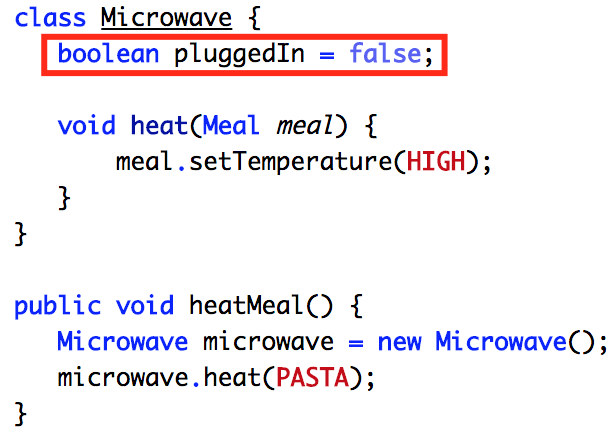 class Microwave {
boolean pluggedIn = false;
void heat(Meal meal) {
meal.setTemperature(HIGH);
}
}
public void heatMeal() {
Microwave microwave = new Microwave();
microwave.heat(PASTA);
}